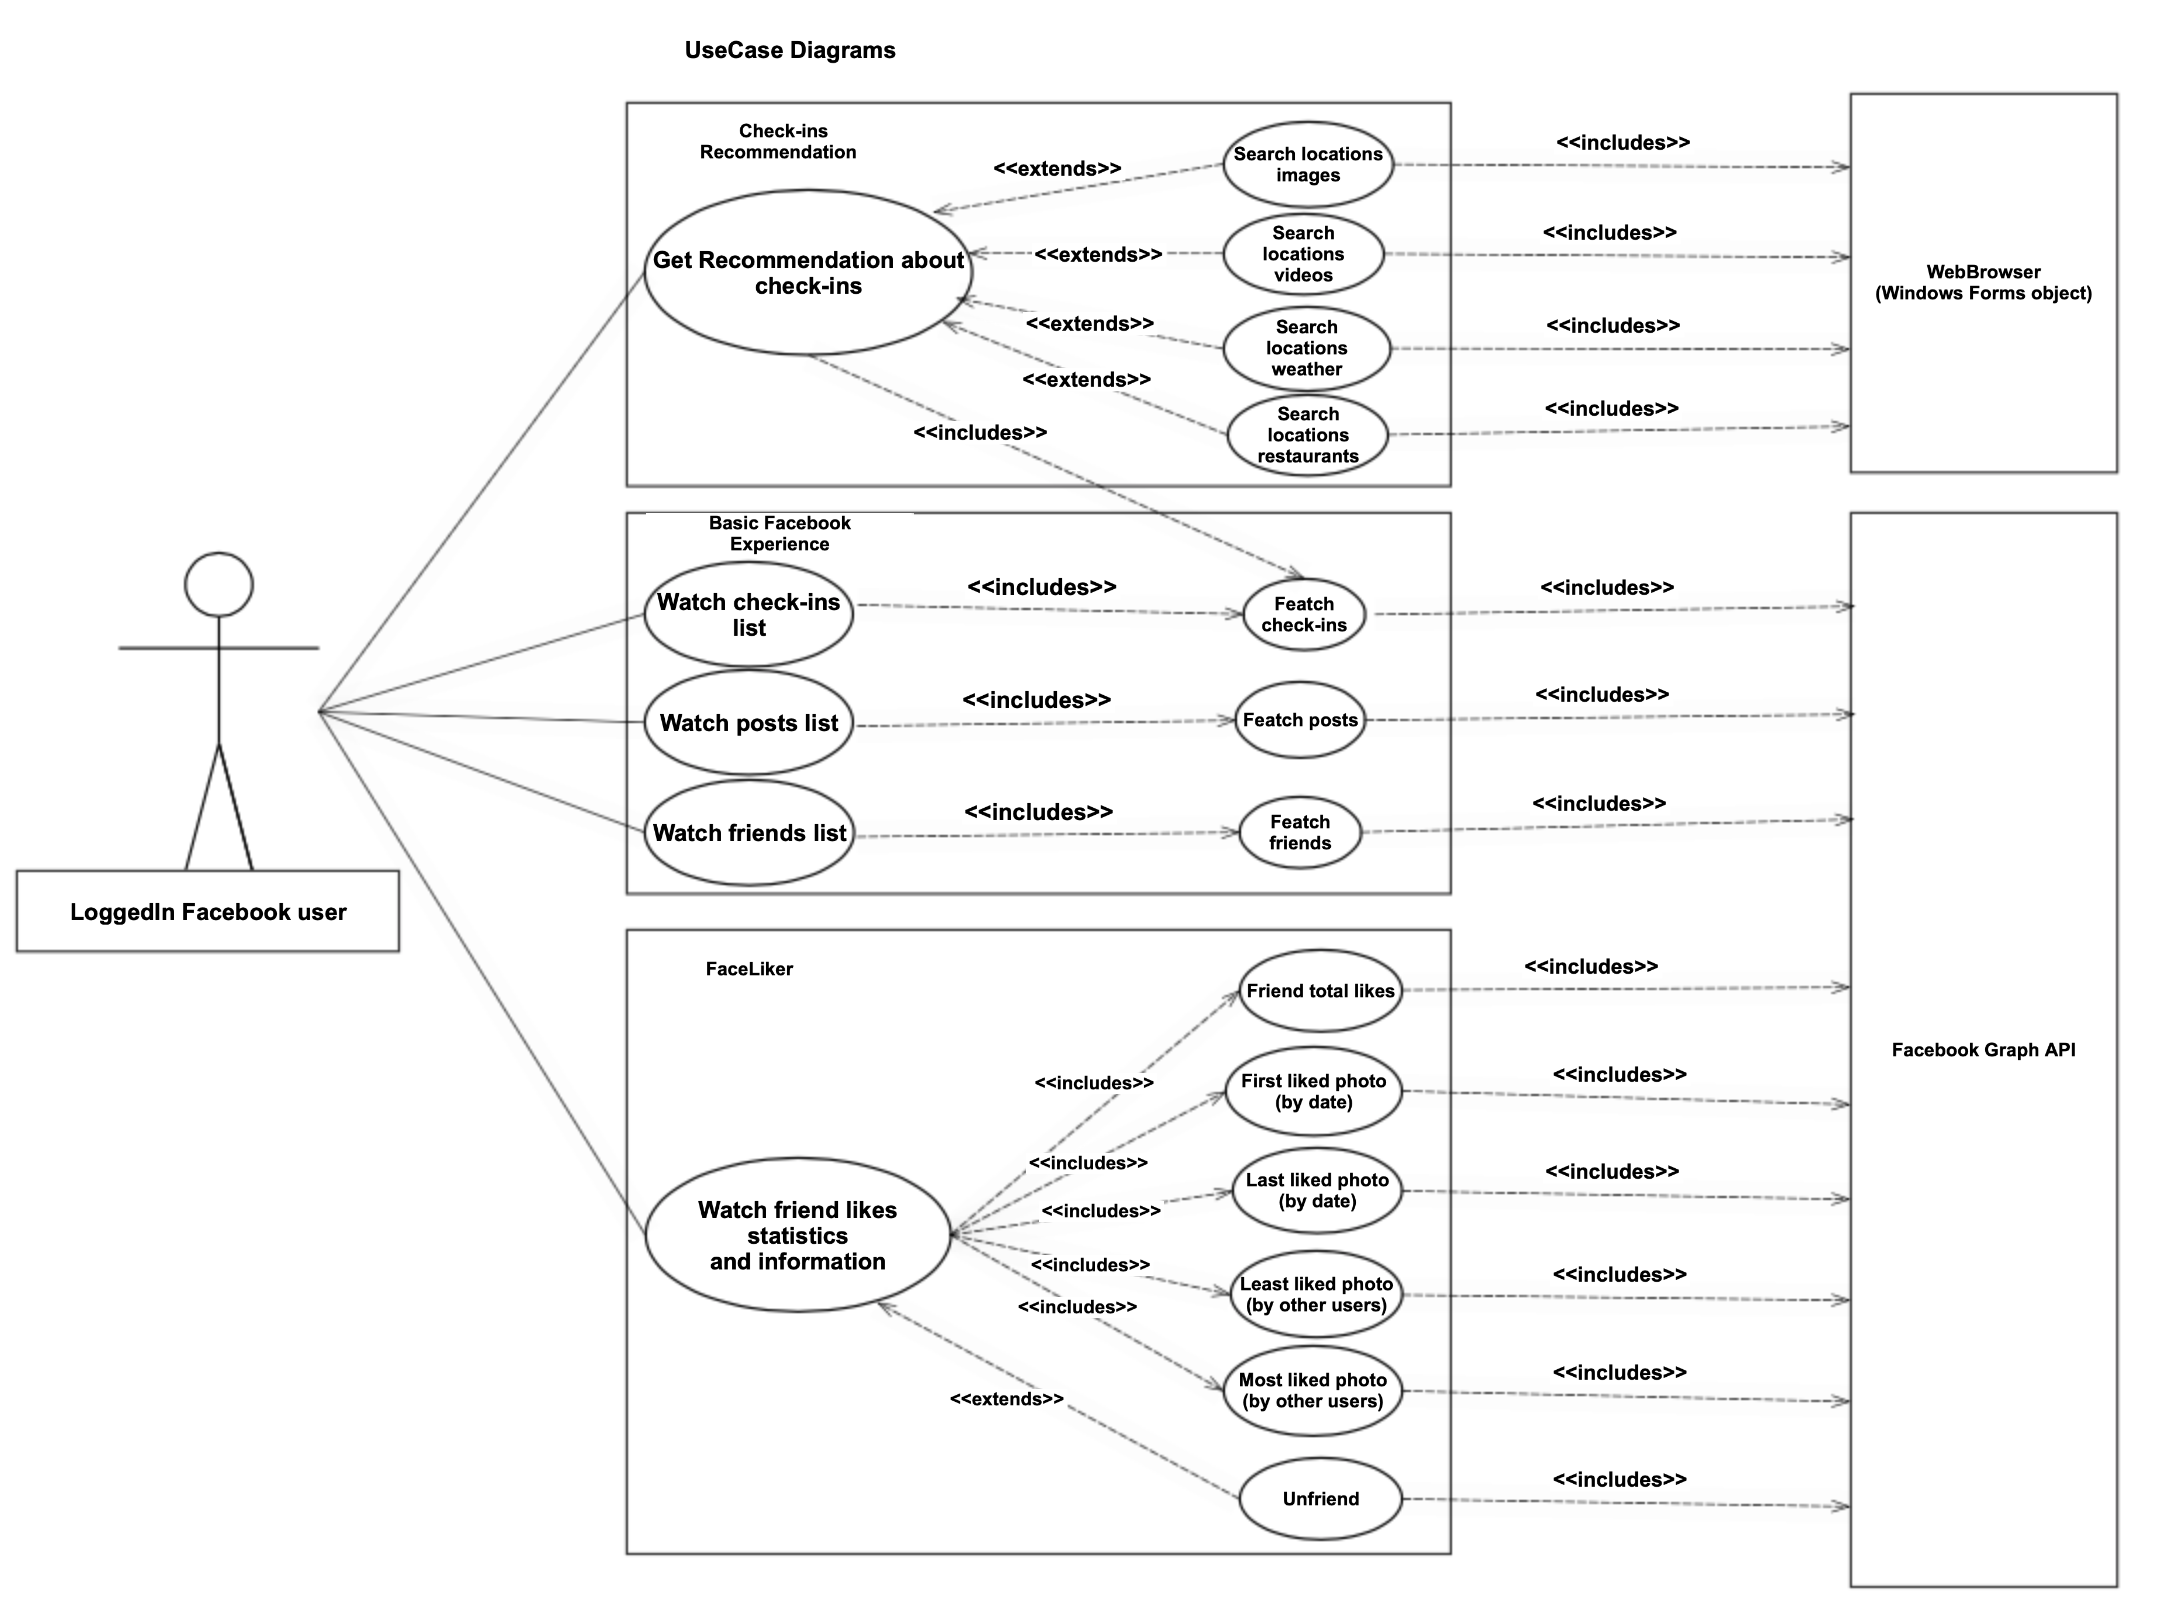 UseCase Diagrams
Check-ins
Recommendation
<<extends>>
Search locations
images
<<includes>>
Get Recommendation about
check-ins
<<extends>>
Search
locations
videos
<<includes>>
WebBrowser
(Windows Forms object)
<<extends>>
Search
locations
weather
<<includes>>
<<extends>>
Search
locations
restaurants
<<includes>>
<<includes>>
Basic Facebook
Experience
Watch check-ins
list
<<includes>>
Featch
check-ins
<<includes>>
Watch posts list
<<includes>>
Featch posts
<<includes>>
Watch friends list
<<includes>>
Featch
friends
<<includes>>
LoggedIn Facebook user
FaceLiker
Friend total likes
<<includes>>
Facebook Graph API
<<includes>>
First liked photo
(by date)
<<includes>>
<<includes>>
Last liked photo
(by date)
<<includes>>
<<includes>>
Watch friend likes
statistics
and information
<<includes>>
Least liked photo
(by other users)
<<includes>>
<<includes>>
Most liked photo
(by other users)
<<includes>>
<<extends>>
Unfriend
<<includes>>